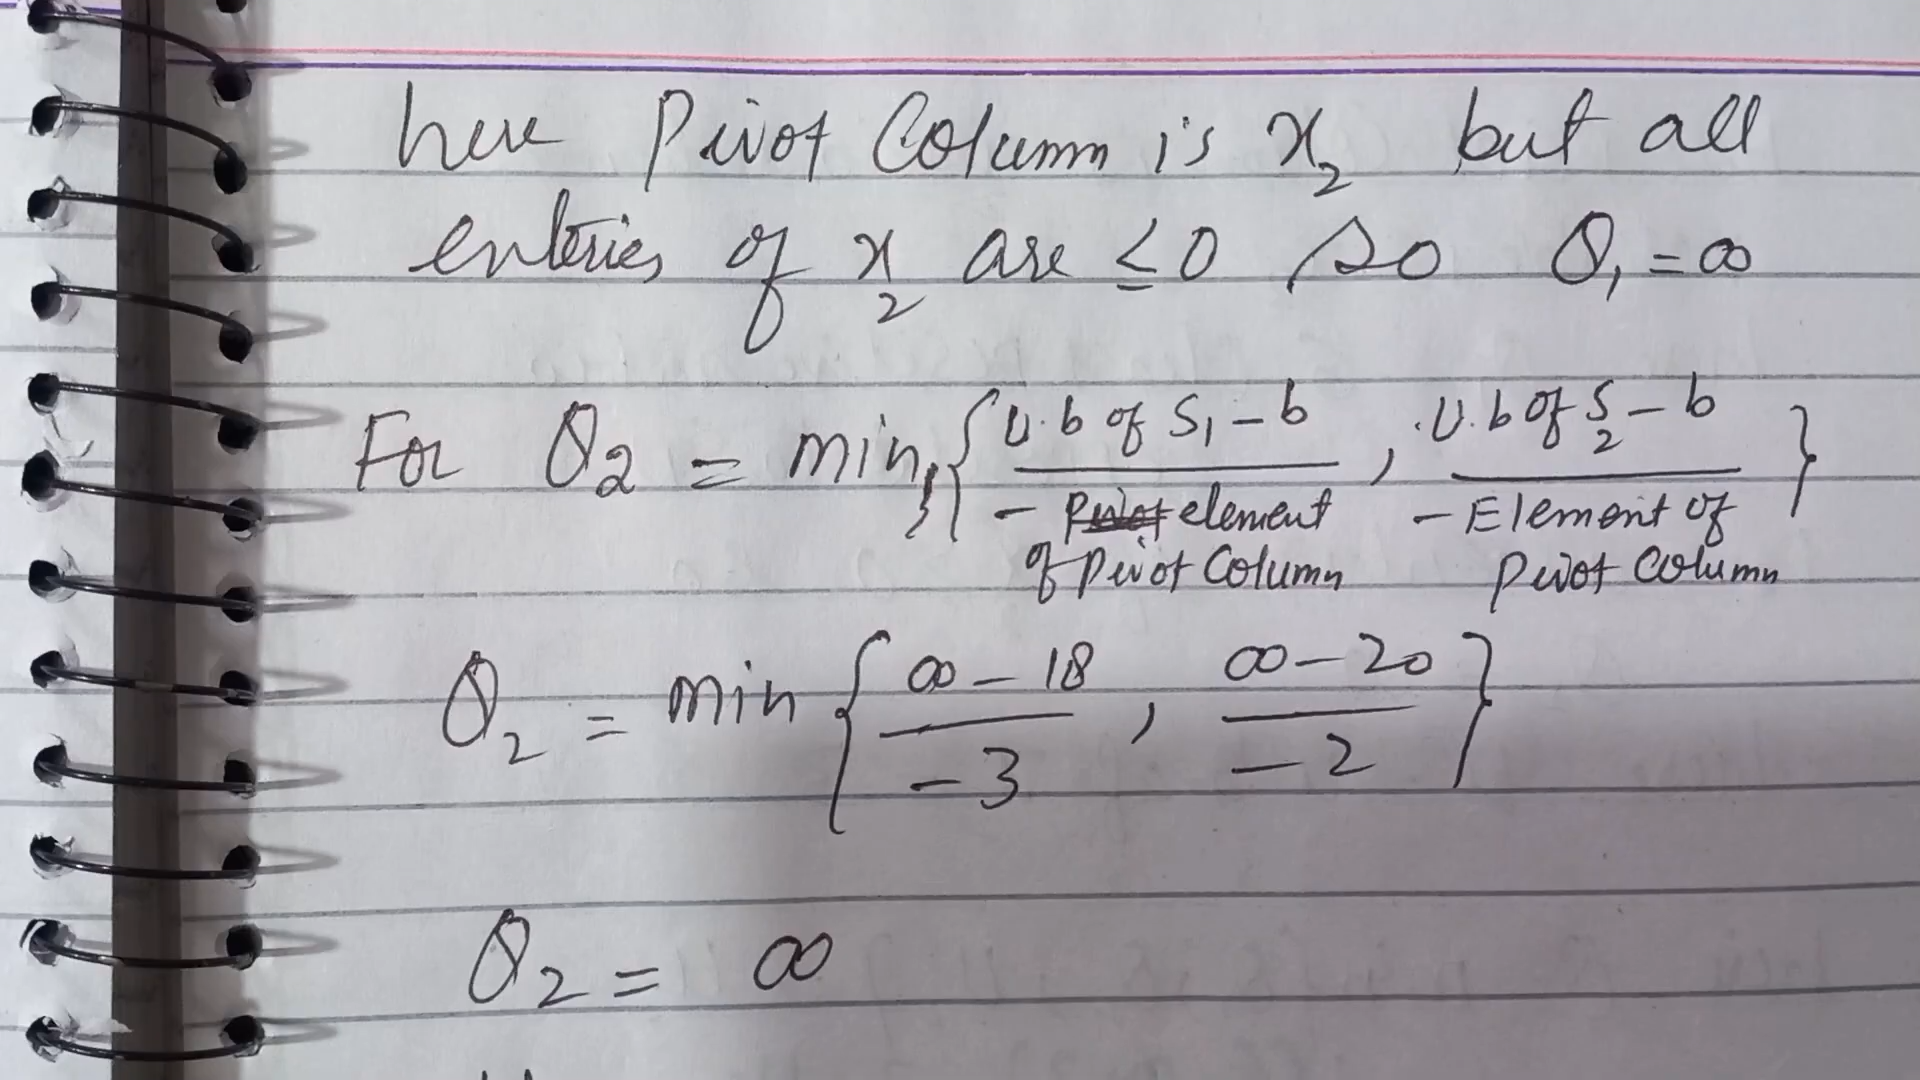 here Pivot Column is x₂ but all
enteries of x₂ are ≤ 0 so θ₁ = ∞
For θ₂ = min { U.b of S₁ - b / - element of Pivot Column , U.b of S₂ - b / - Element of Pivot Column }
θ₂ = min { ∞ - 18 / -3 , ∞ - 20 / -2 }
θ₂ = ∞